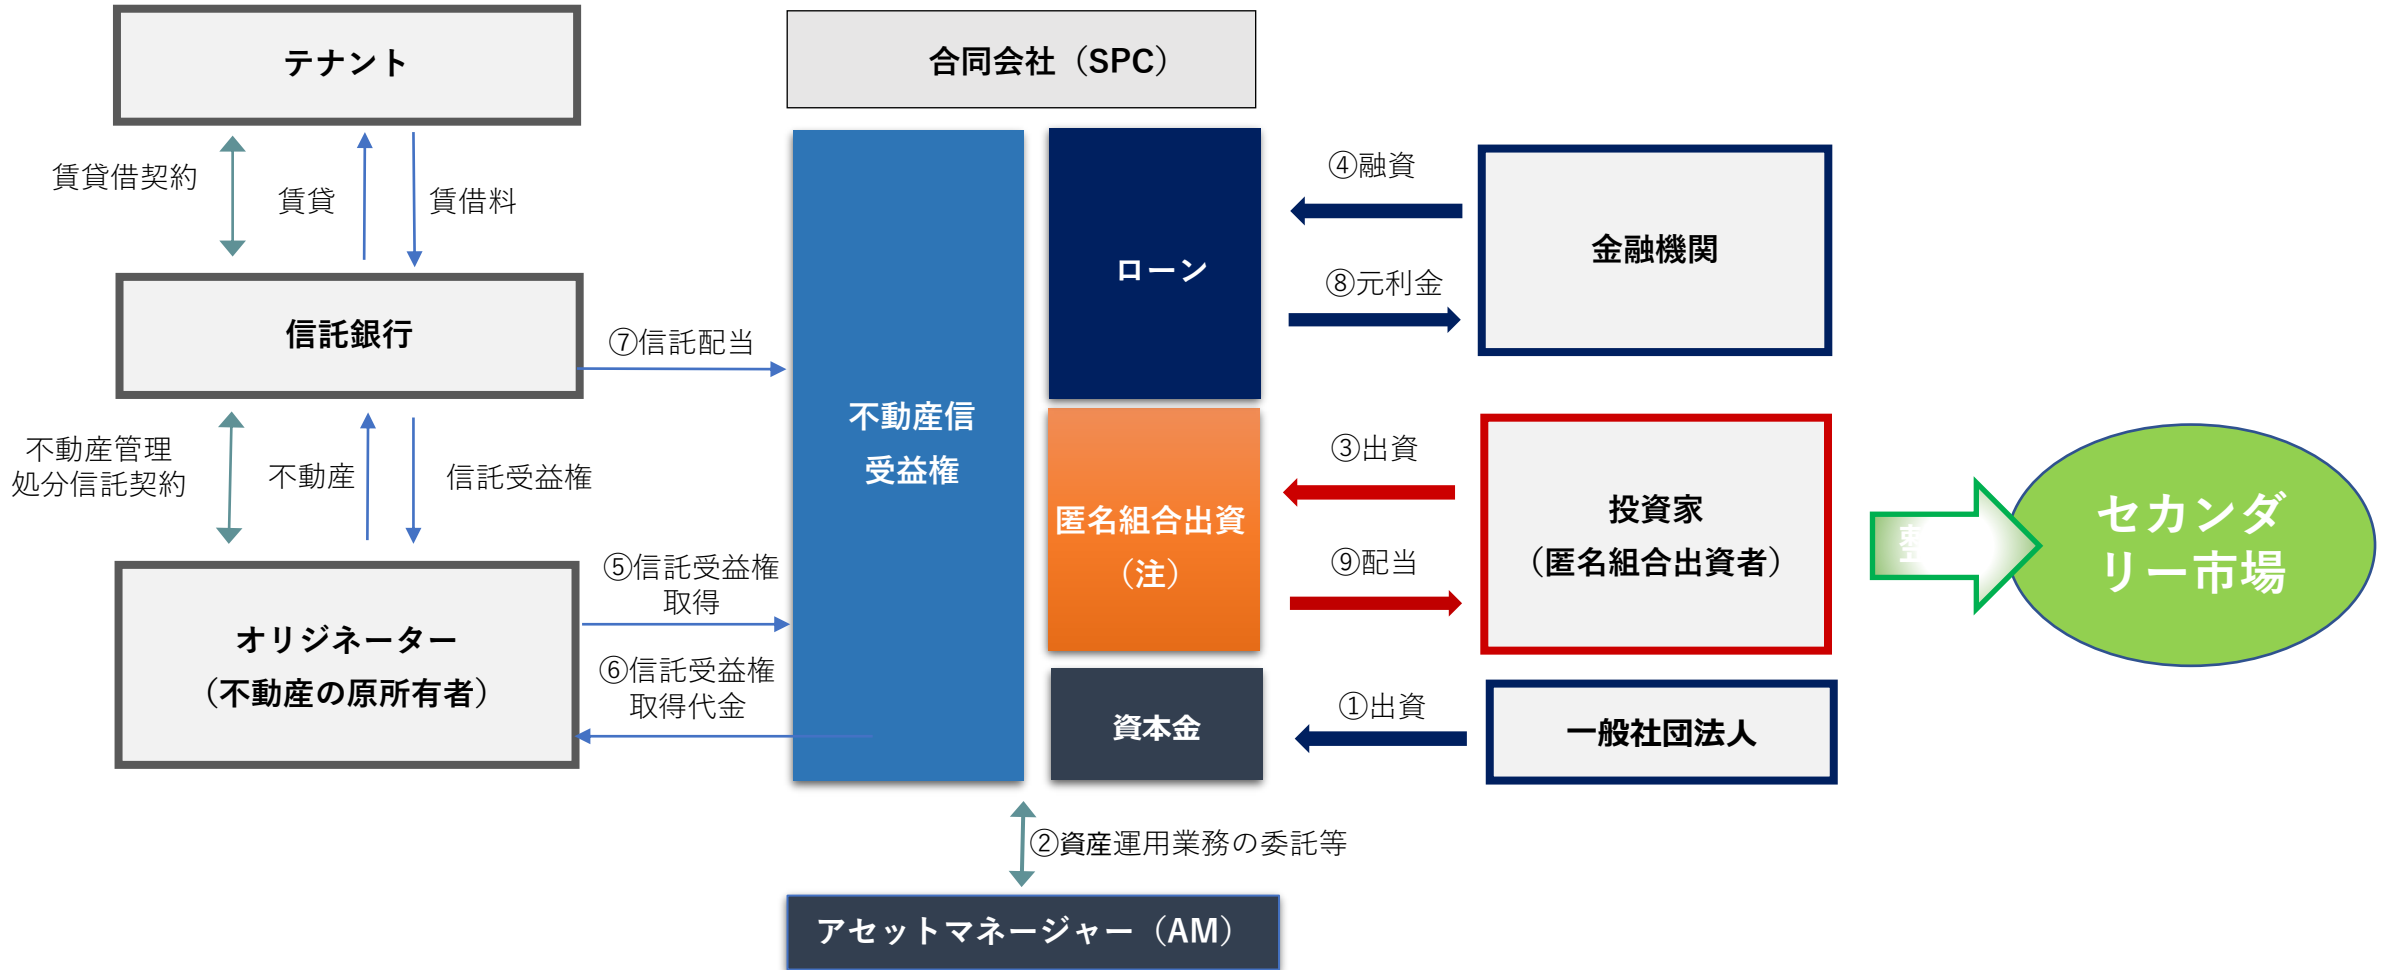 テナント
合同会社（SPC）
賃貸借契約
賃貸
賃借料
信託銀行
⑦信託配当
不動産管理
処分信託契約
不動産
信託受益権
オリジネーター
（不動産の原所有者）
⑤信託受益権
取得
⑥信託受益権
取得代金
不動産信
受益権
ローン
匿名組合出資
（注）
資本金
④融資
⑧元利金
金融機関
③出資
⑨配当
投資家
（匿名組合出資者）
①出資
一般社団法人
セカンダ
リー市場
②資産運用業務の委託等
アセットマネージャー（AM）